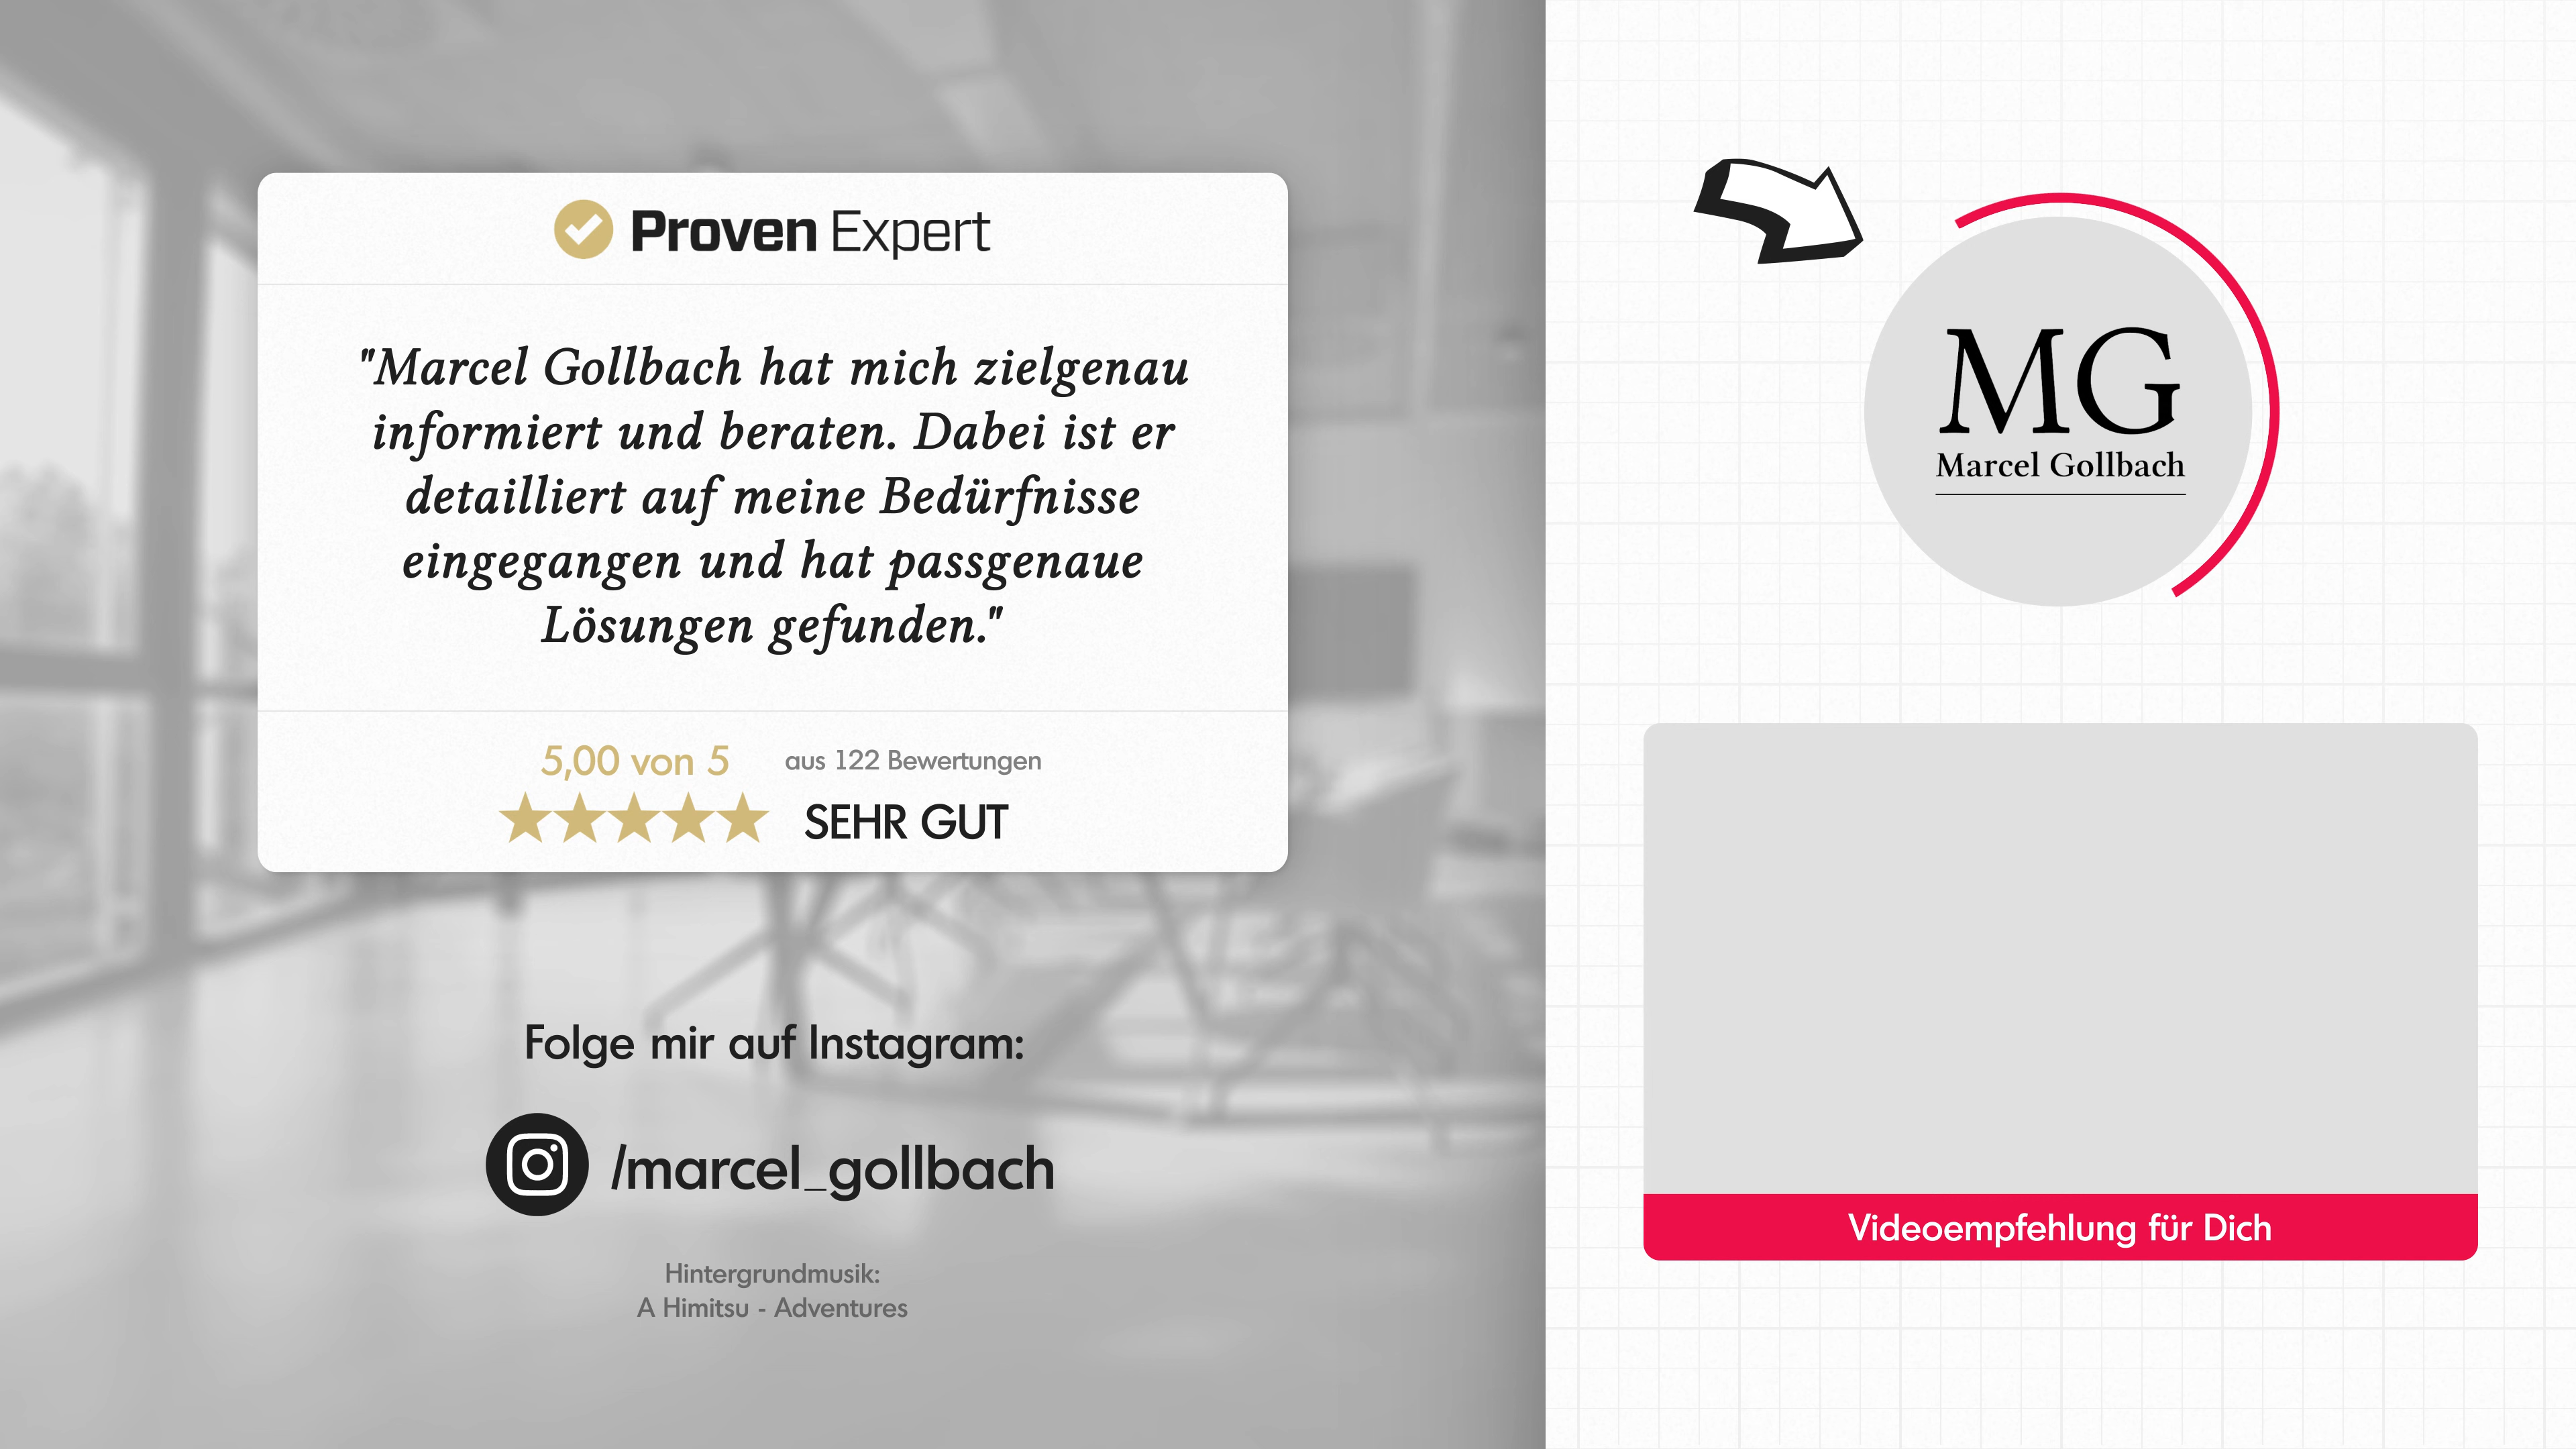 Proven Expert
"Marcel Gollbach hat mich zielgenau
informiert und beraten. Dabei ist er
detailliert auf meine Bedürfnisse
eingegangen und hat passgenaue
Lösungen gefunden."
5,00 von 5
aus 122 Bewertungen
SEHR GUT
Folge mir auf Instagram:
/marcel_gollbach
Hintergrundmusik:
A Himitsu - Adventures
MG
Marcel Gollbach
Videoempfehlung für Dich